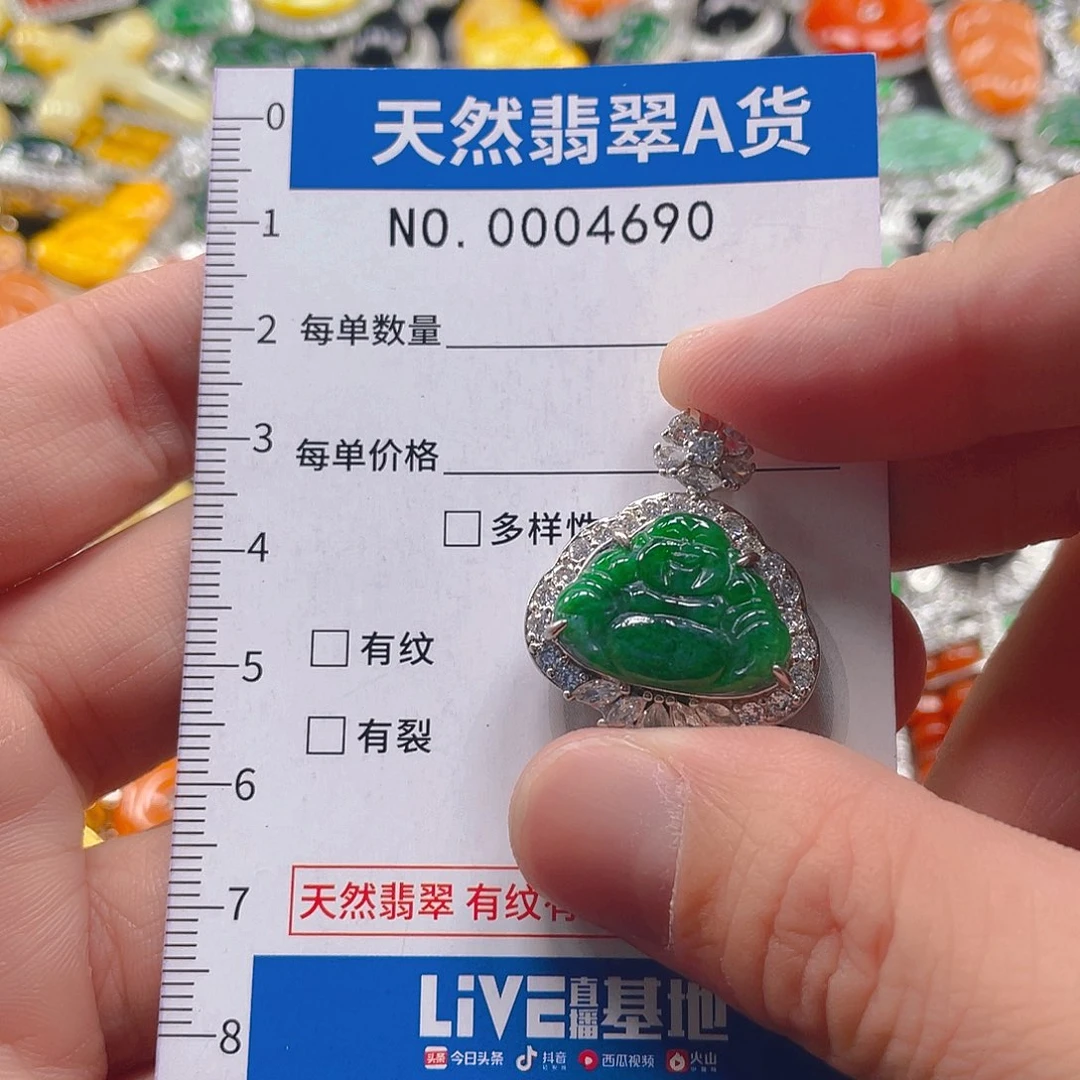 天然翡翠A货
NO. 0004690
0
1
2
3
4
5
6
7
8
每单数量
每单价格
□多样性
□有纹
□有裂
天然翡翠 有纹有
LiVE直播基地
头条 今日头条 抖音 西瓜视频 火山